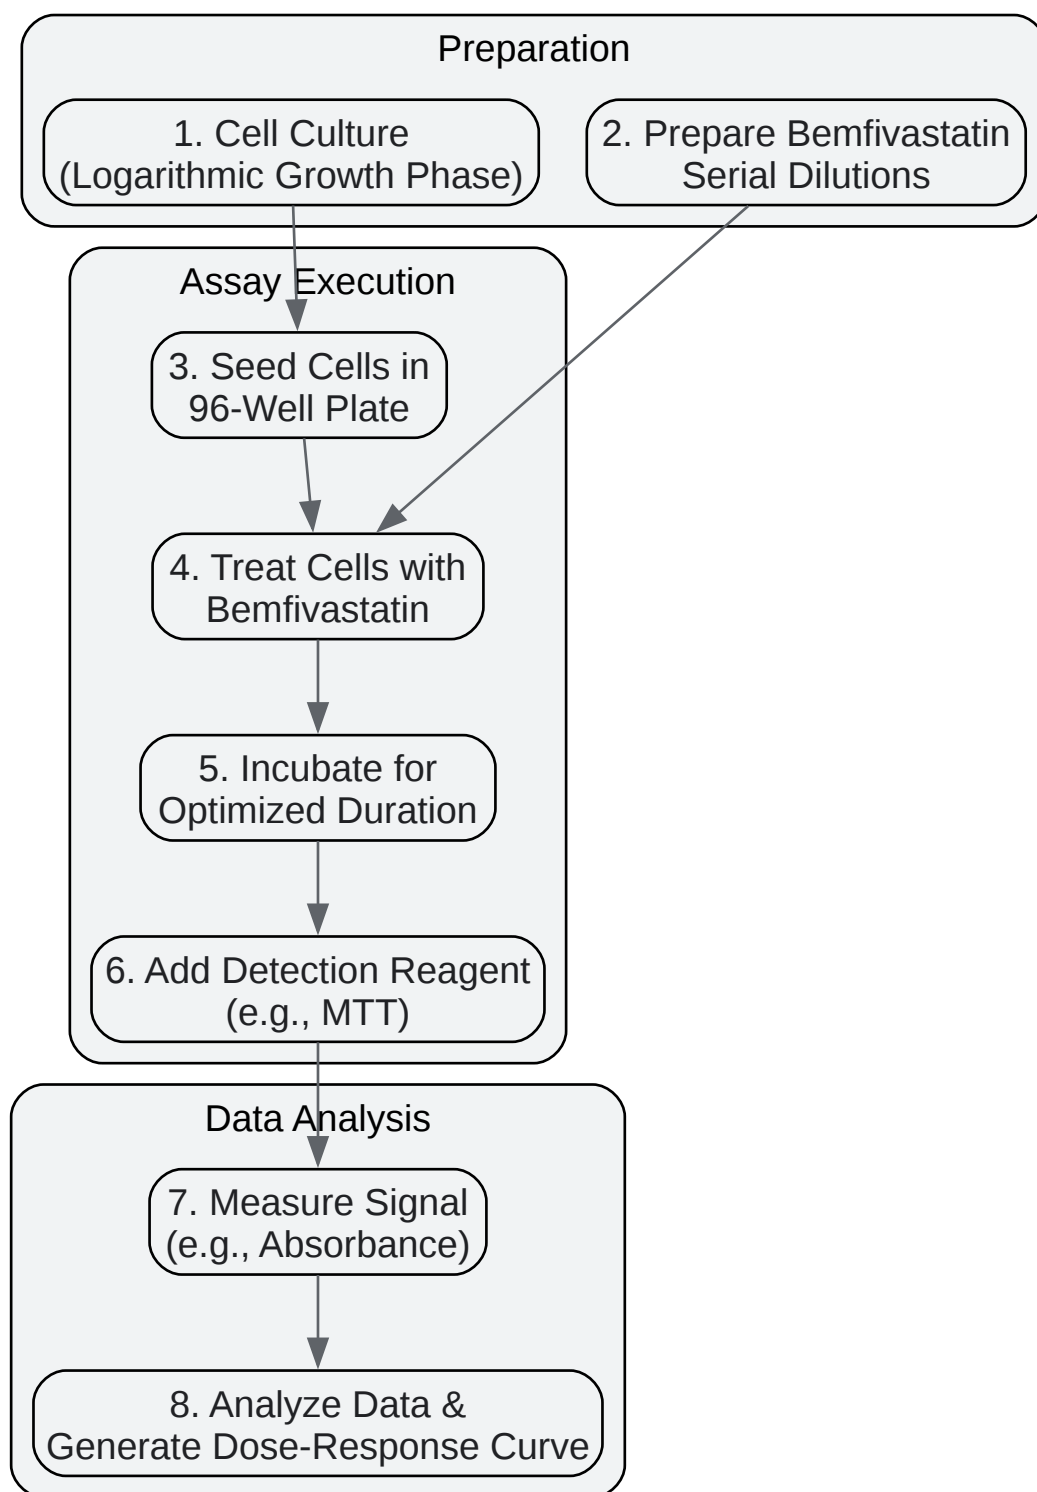 Preparation
1. Cell Culture
(Logarithmic Growth Phase)
2. Prepare Bemfivastatin
Serial Dilutions
Assay Execution
3. Seed Cells in
96-Well Plate
4. Treat Cells with
Bemfivastatin
5. Incubate for
Optimized Duration
6. Add Detection Reagent
(e.g., MTT)
Data Analysis
7. Measure Signal
(e.g., Absorbance)
8. Analyze Data &
Generate Dose-Response Curve